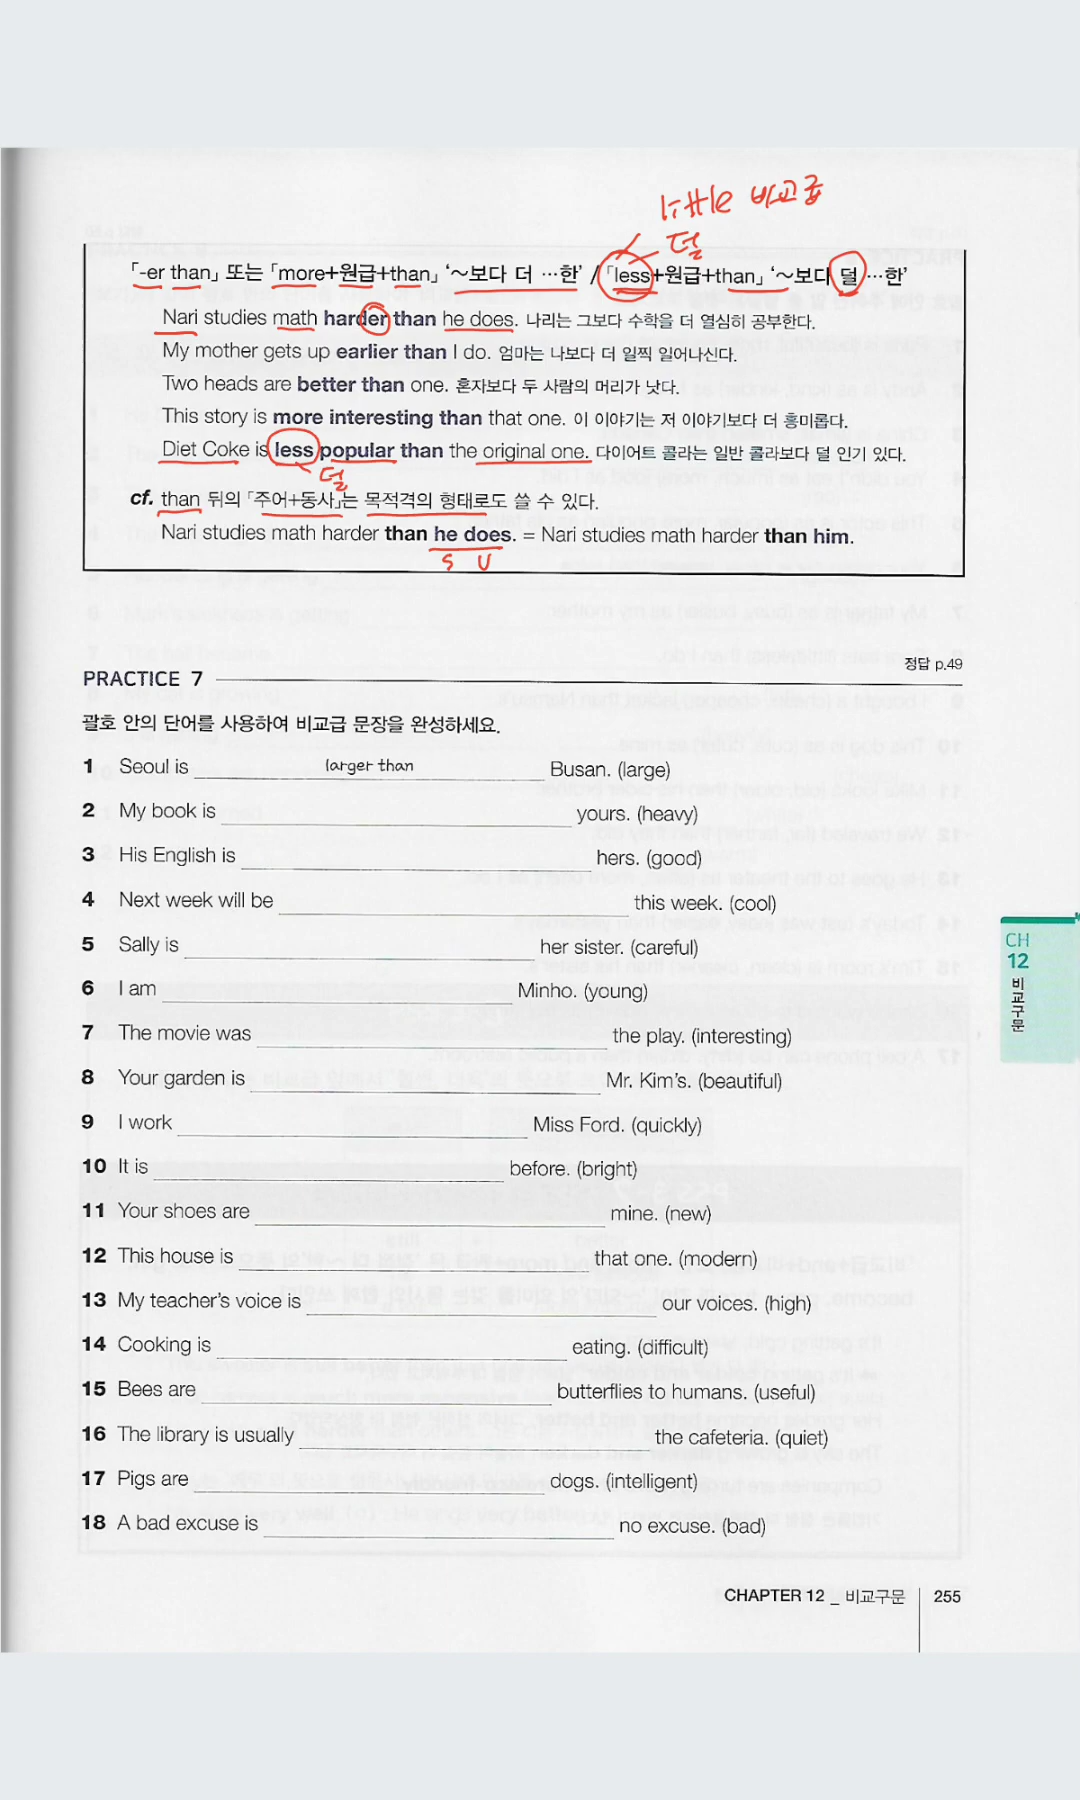 little 비교급
덜
「-er than」 또는 「more+원급+than」 ‘~보다 더 …한’ / 「less+원급+than」 ‘~보다 덜 …한’
Nari studies math harder than he does. 나리는 그보다 수학을 더 열심히 공부한다.
My mother gets up earlier than I do. 엄마는 나보다 더 일찍 일어나신다.
Two heads are better than one. 혼자보다 두 사람의 머리가 낫다.
This story is more interesting than that one. 이 이야기는 저 이야기보다 더 흥미롭다.
Diet Coke is less popular than the original one. 다이어트 콜라는 일반 콜라보다 덜 인기 있다.
덜
cf. than 뒤의 「주어+동사」는 목적격의 형태로도 쓸 수 있다.
Nari studies math harder than he does. = Nari studies math harder than him.
S V
정답 p.49
PRACTICE 7
괄호 안의 단어를 사용하여 비교급 문장을 완성하세요.
1 Seoul is larger than Busan. (large)
2 My book is yours. (heavy)
3 His English is hers. (good)
4 Next week will be this week. (cool)
5 Sally is her sister. (careful)
6 I am Minho. (young)
7 The movie was the play. (interesting)
8 Your garden is Mr. Kim's. (beautiful)
9 I work Miss Ford. (quickly)
10 It is before. (bright)
11 Your shoes are mine. (new)
12 This house is that one. (modern)
13 My teacher's voice is our voices. (high)
14 Cooking is eating. (difficult)
15 Bees are butterflies to humans. (useful)
16 The library is usually the cafeteria. (quiet)
17 Pigs are dogs. (intelligent)
18 A bad excuse is no excuse. (bad)
CH
12
비교구문
CHAPTER 12 _ 비교구문 255